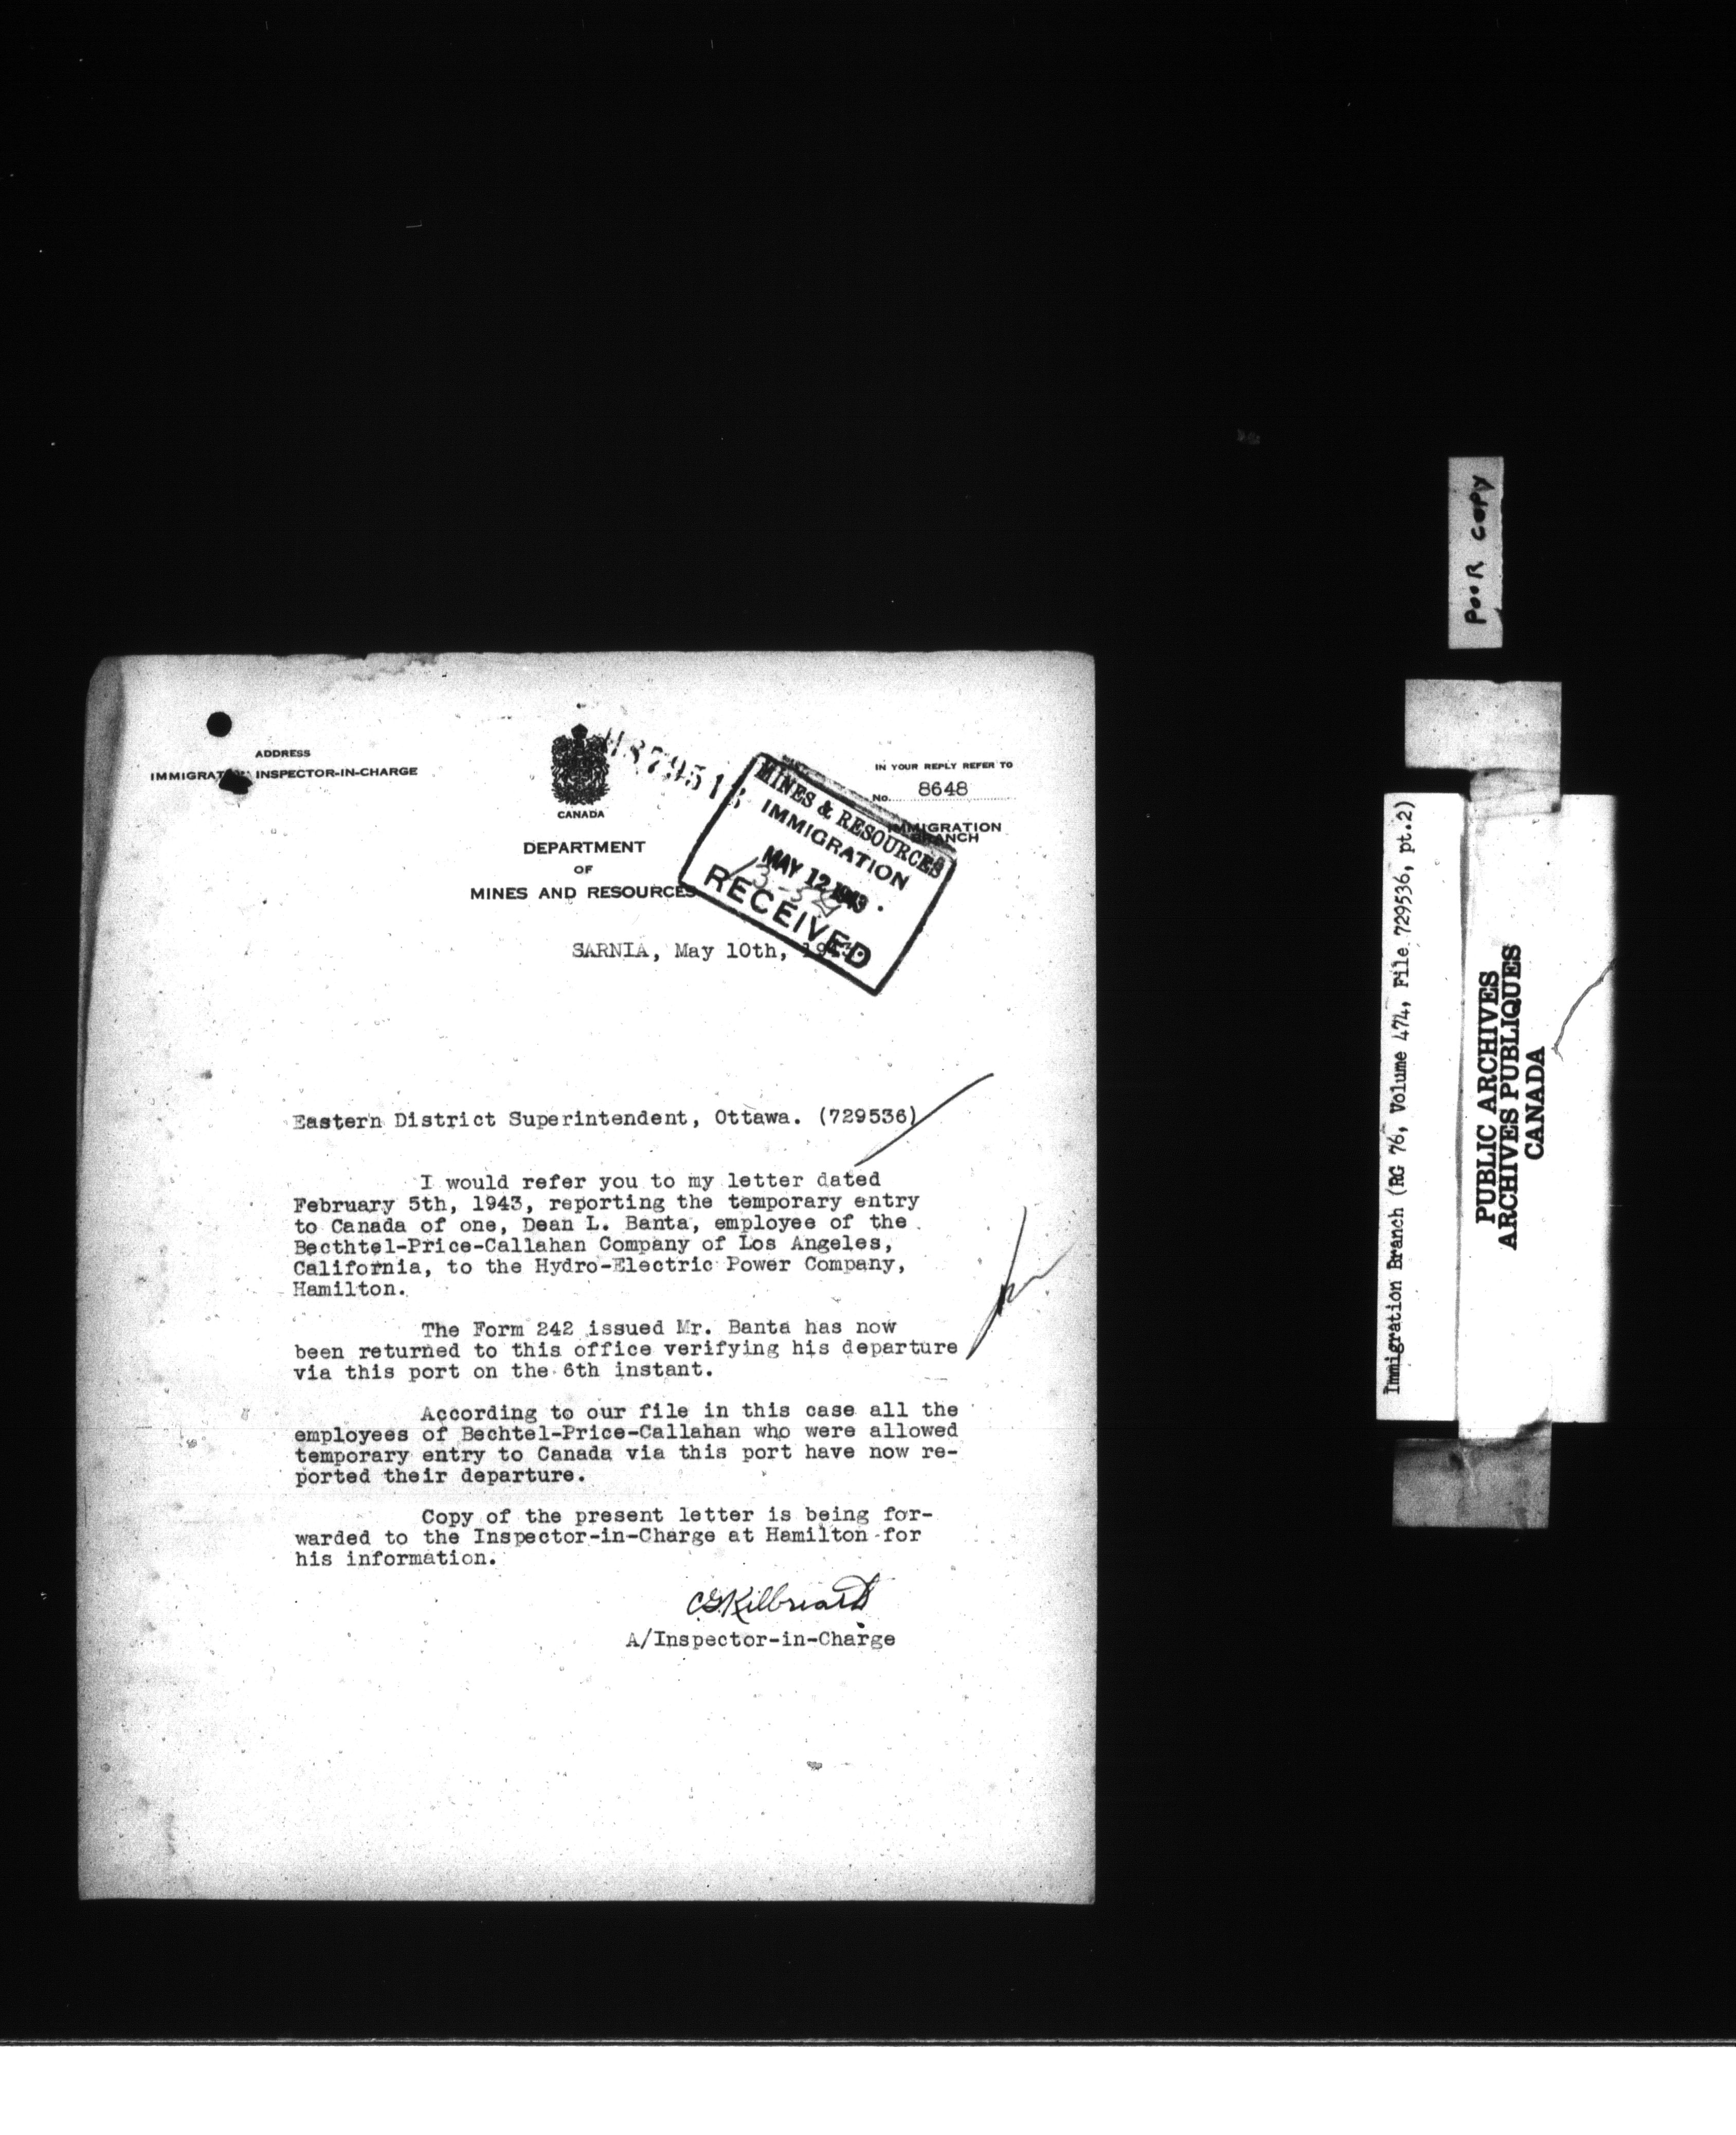 ADDRESS
IMMIGRATION INSPECTOR-IN-CHARGE
CANADA
DEPARTMENT
OF
MINES AND RESOURCES
IN YOUR REPLY REFER TO
No. 8648
IMMIGRATION
BRANCH
MINES & RESOURCES
IMMIGRATION
MAY 12 1943
RECEIVED
SARNIA, May 10th, 1943.
Eastern District Superintendent, Ottawa. (729536)
I would refer you to my letter dated
February 5th, 1943, reporting the temporary entry
to Canada of one, Dean L. Banta, employee of the
Becthtel-Price-Callahan Company of Los Angeles,
California, to the Hydro-Electric Power Company,
Hamilton.
The Form 242 issued Mr. Banta has now
been returned to this office verifying his departure
via this port on the 6th instant.
According to our file in this case all the
employees of Bechtel-Price-Callahan who were allowed
temporary entry to Canada via this port have now re-
ported their departure.
Copy of the present letter is being for-
warded to the Inspector-in-Charge at Hamilton for
his information.
A/Inspector-in-Charge
POOR COPY
Immigration Branch (RG 76, Volume 474, File 729536, pt.2)
PUBLIC ARCHIVES
ARCHIVES PUBLIQUES
CANADA